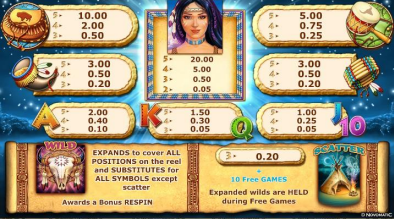 5▸ 10.00
4▸ 2.00
3▸ 0.50
5▸ 20.00
4▸ 5.00
3▸ 0.50
2▸ 0.05
5▸ 5.00
4▸ 0.75
3▸ 0.25
5▸ 3.00
4▸ 0.50
3▸ 0.20
5▸ 3.00
4▸ 0.50
3▸ 0.20
A
5▸ 2.00
4▸ 0.40
3▸ 0.10
K
5▸ 1.50
4▸ 0.30
3▸ 0.05
Q
J
5▸ 1.00
4▸ 0.25
3▸ 0.05
10
WILD
EXPANDS to cover ALL
POSITIONS on the reel
and SUBSTITUTES for
ALL SYMBOLS except
scatter
Awards a Bonus RESPIN
3▸ 0.20
+
10 Free GAMES
Expanded wilds are HELD
during Free Games
SCATTER
© NOVOMATIC